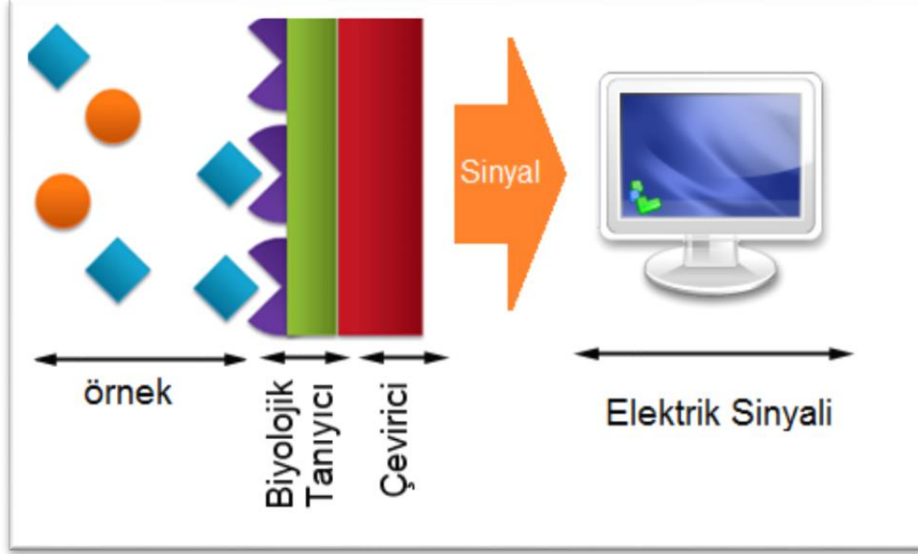 Sinyal
örnek
Biyolojik
Tanıyıcı
Çevirici
Elektrik Sinyali